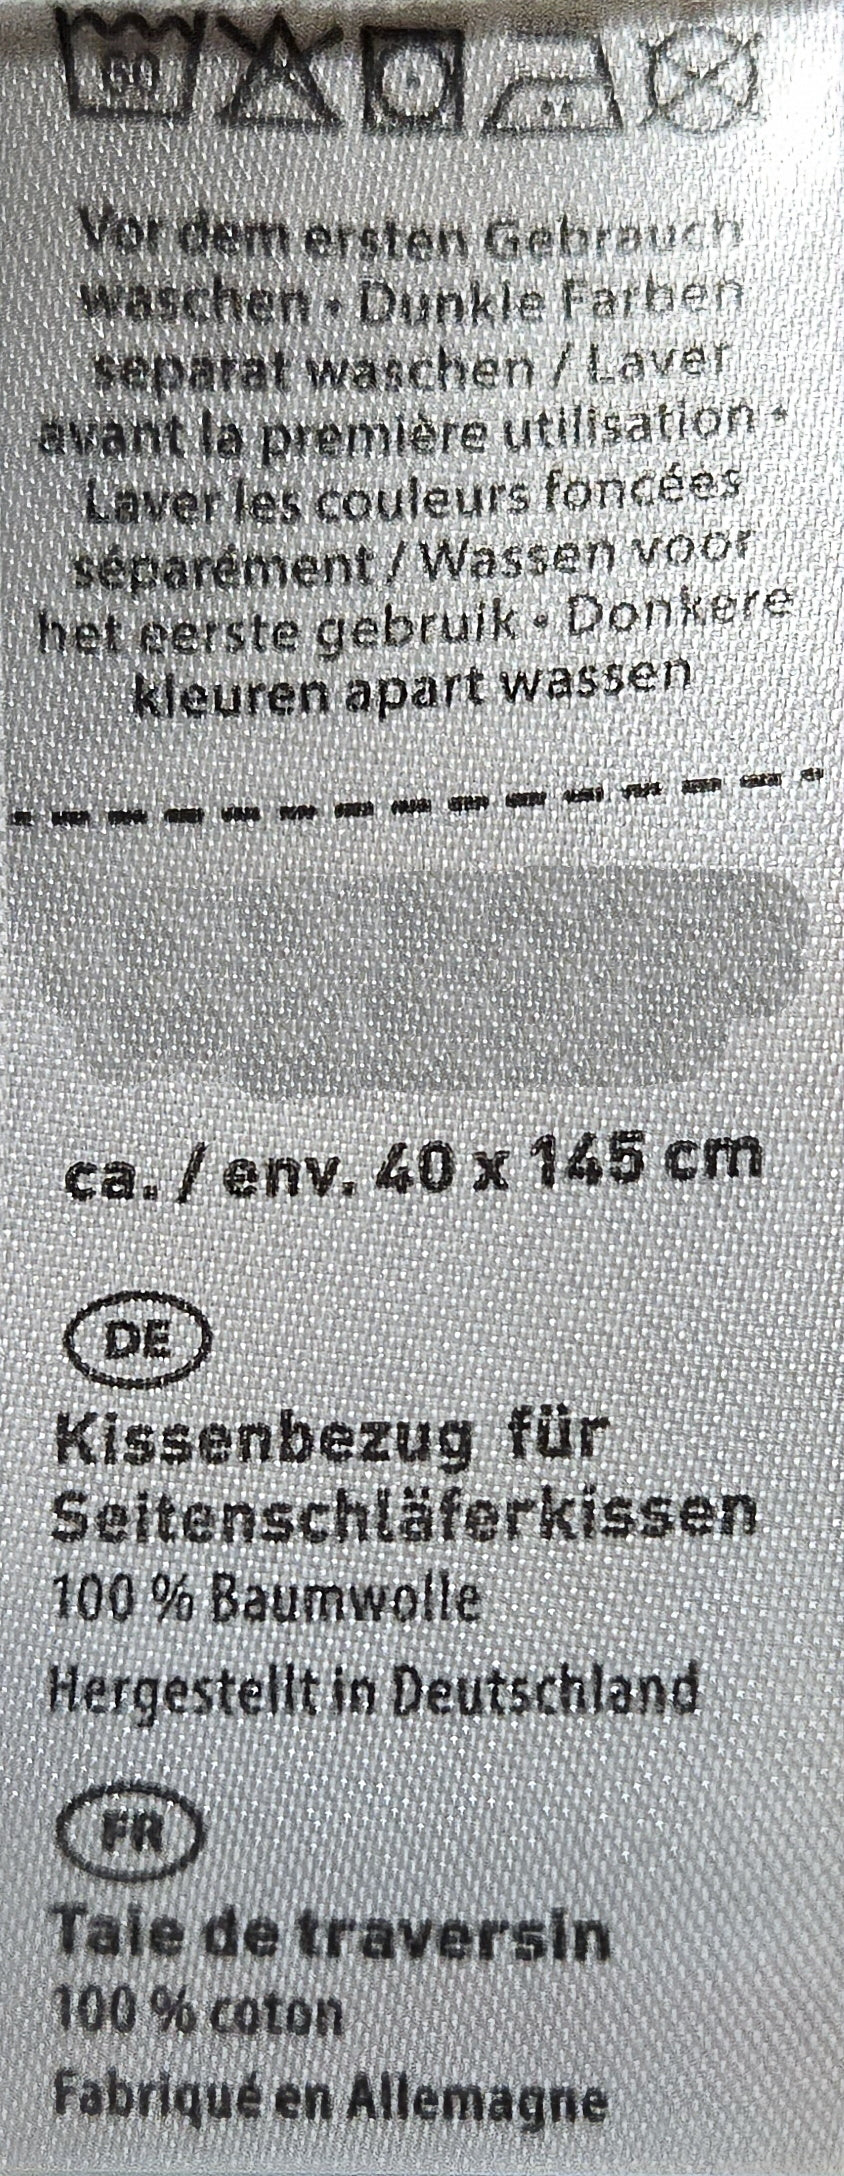 60
Vor dem ersten Gebrauch
waschen • Dunkle Farben
separat waschen / Laver
avant la première utilisation •
Laver les couleurs foncées
séparément / Wassen voor
het eerste gebruik • Donkere
kleuren apart wassen
ca. / env. 40 x 145 cm
DE
Kissenbezug für
Seitenschläferkissen
100 % Baumwolle
Hergestellt in Deutschland
FR
Taie de traversin
100 % coton
Fabriqué en Allemagne